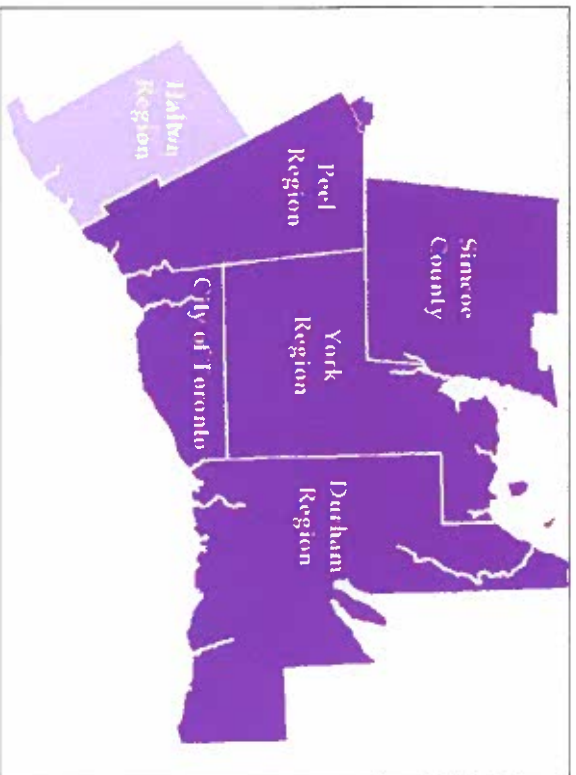 Simcoe
County
Peel
Region
York
Region
Durham
Region
City of Toronto
Halton
Region